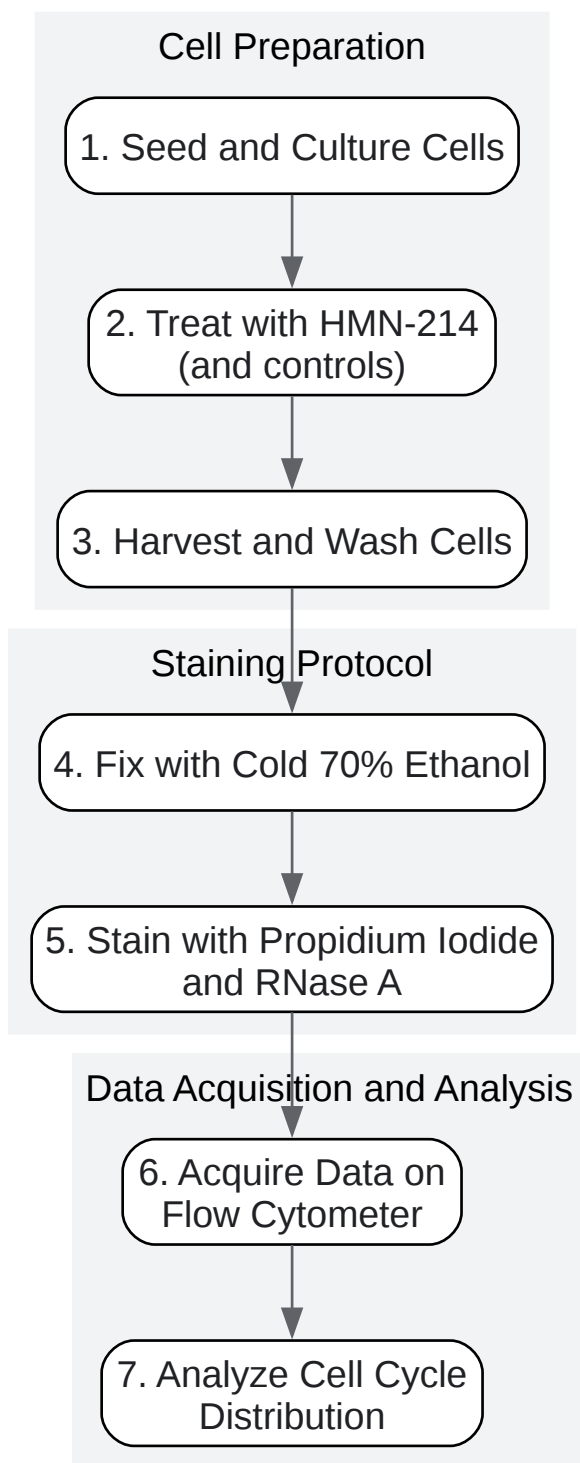 Cell Preparation
1. Seed and Culture Cells
2. Treat with HMN-214
(and controls)
3. Harvest and Wash Cells
Staining Protocol
4. Fix with Cold 70% Ethanol
5. Stain with Propidium Iodide
and RNase A
Data Acquisition and Analysis
6. Acquire Data on
Flow Cytometer
7. Analyze Cell Cycle
Distribution